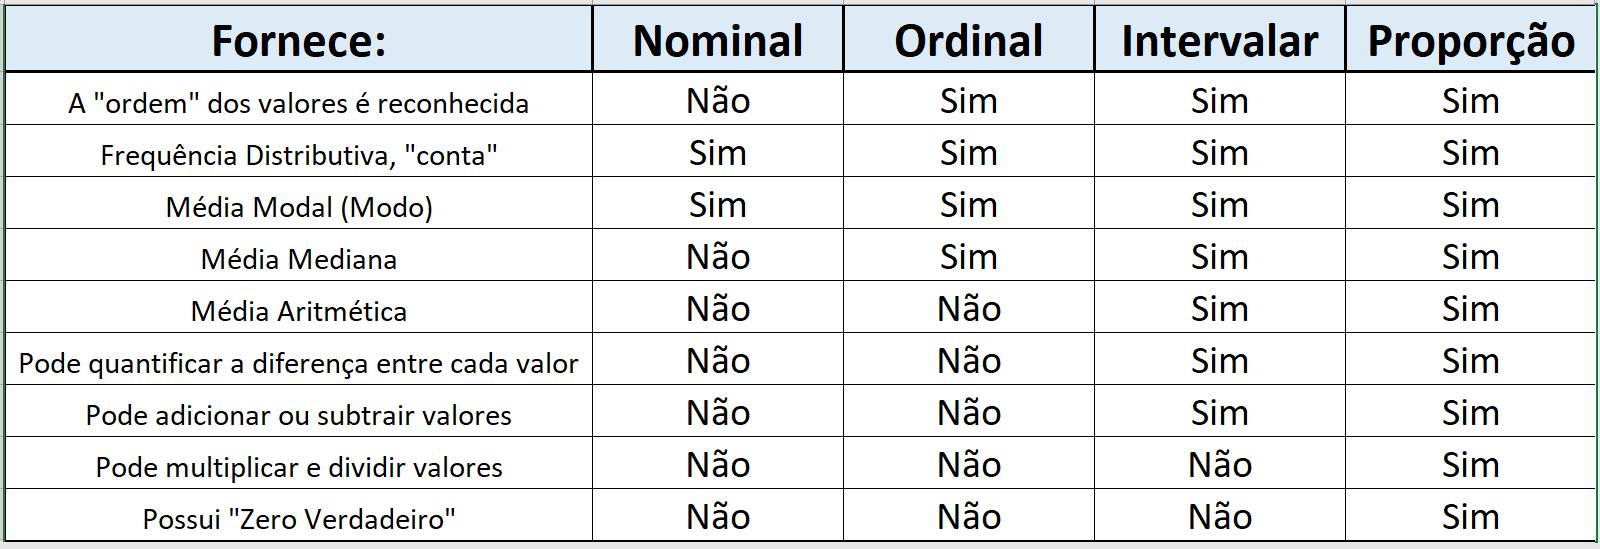 Fornece: Nominal Ordinal Intervalar Proporção
A "ordem" dos valores é reconhecida Não Sim Sim Sim
Frequência Distributiva, "conta" Sim Sim Sim Sim
Média Modal (Modo) Sim Sim Sim Sim
Média Mediana Não Sim Sim Sim
Média Aritmética Não Não Sim Sim
Pode quantificar a diferença entre cada valor Não Não Sim Sim
Pode adicionar ou subtrair valores Não Não Sim Sim
Pode multiplicar e dividir valores Não Não Não Sim
Possui "Zero Verdadeiro" Não Não Não Sim